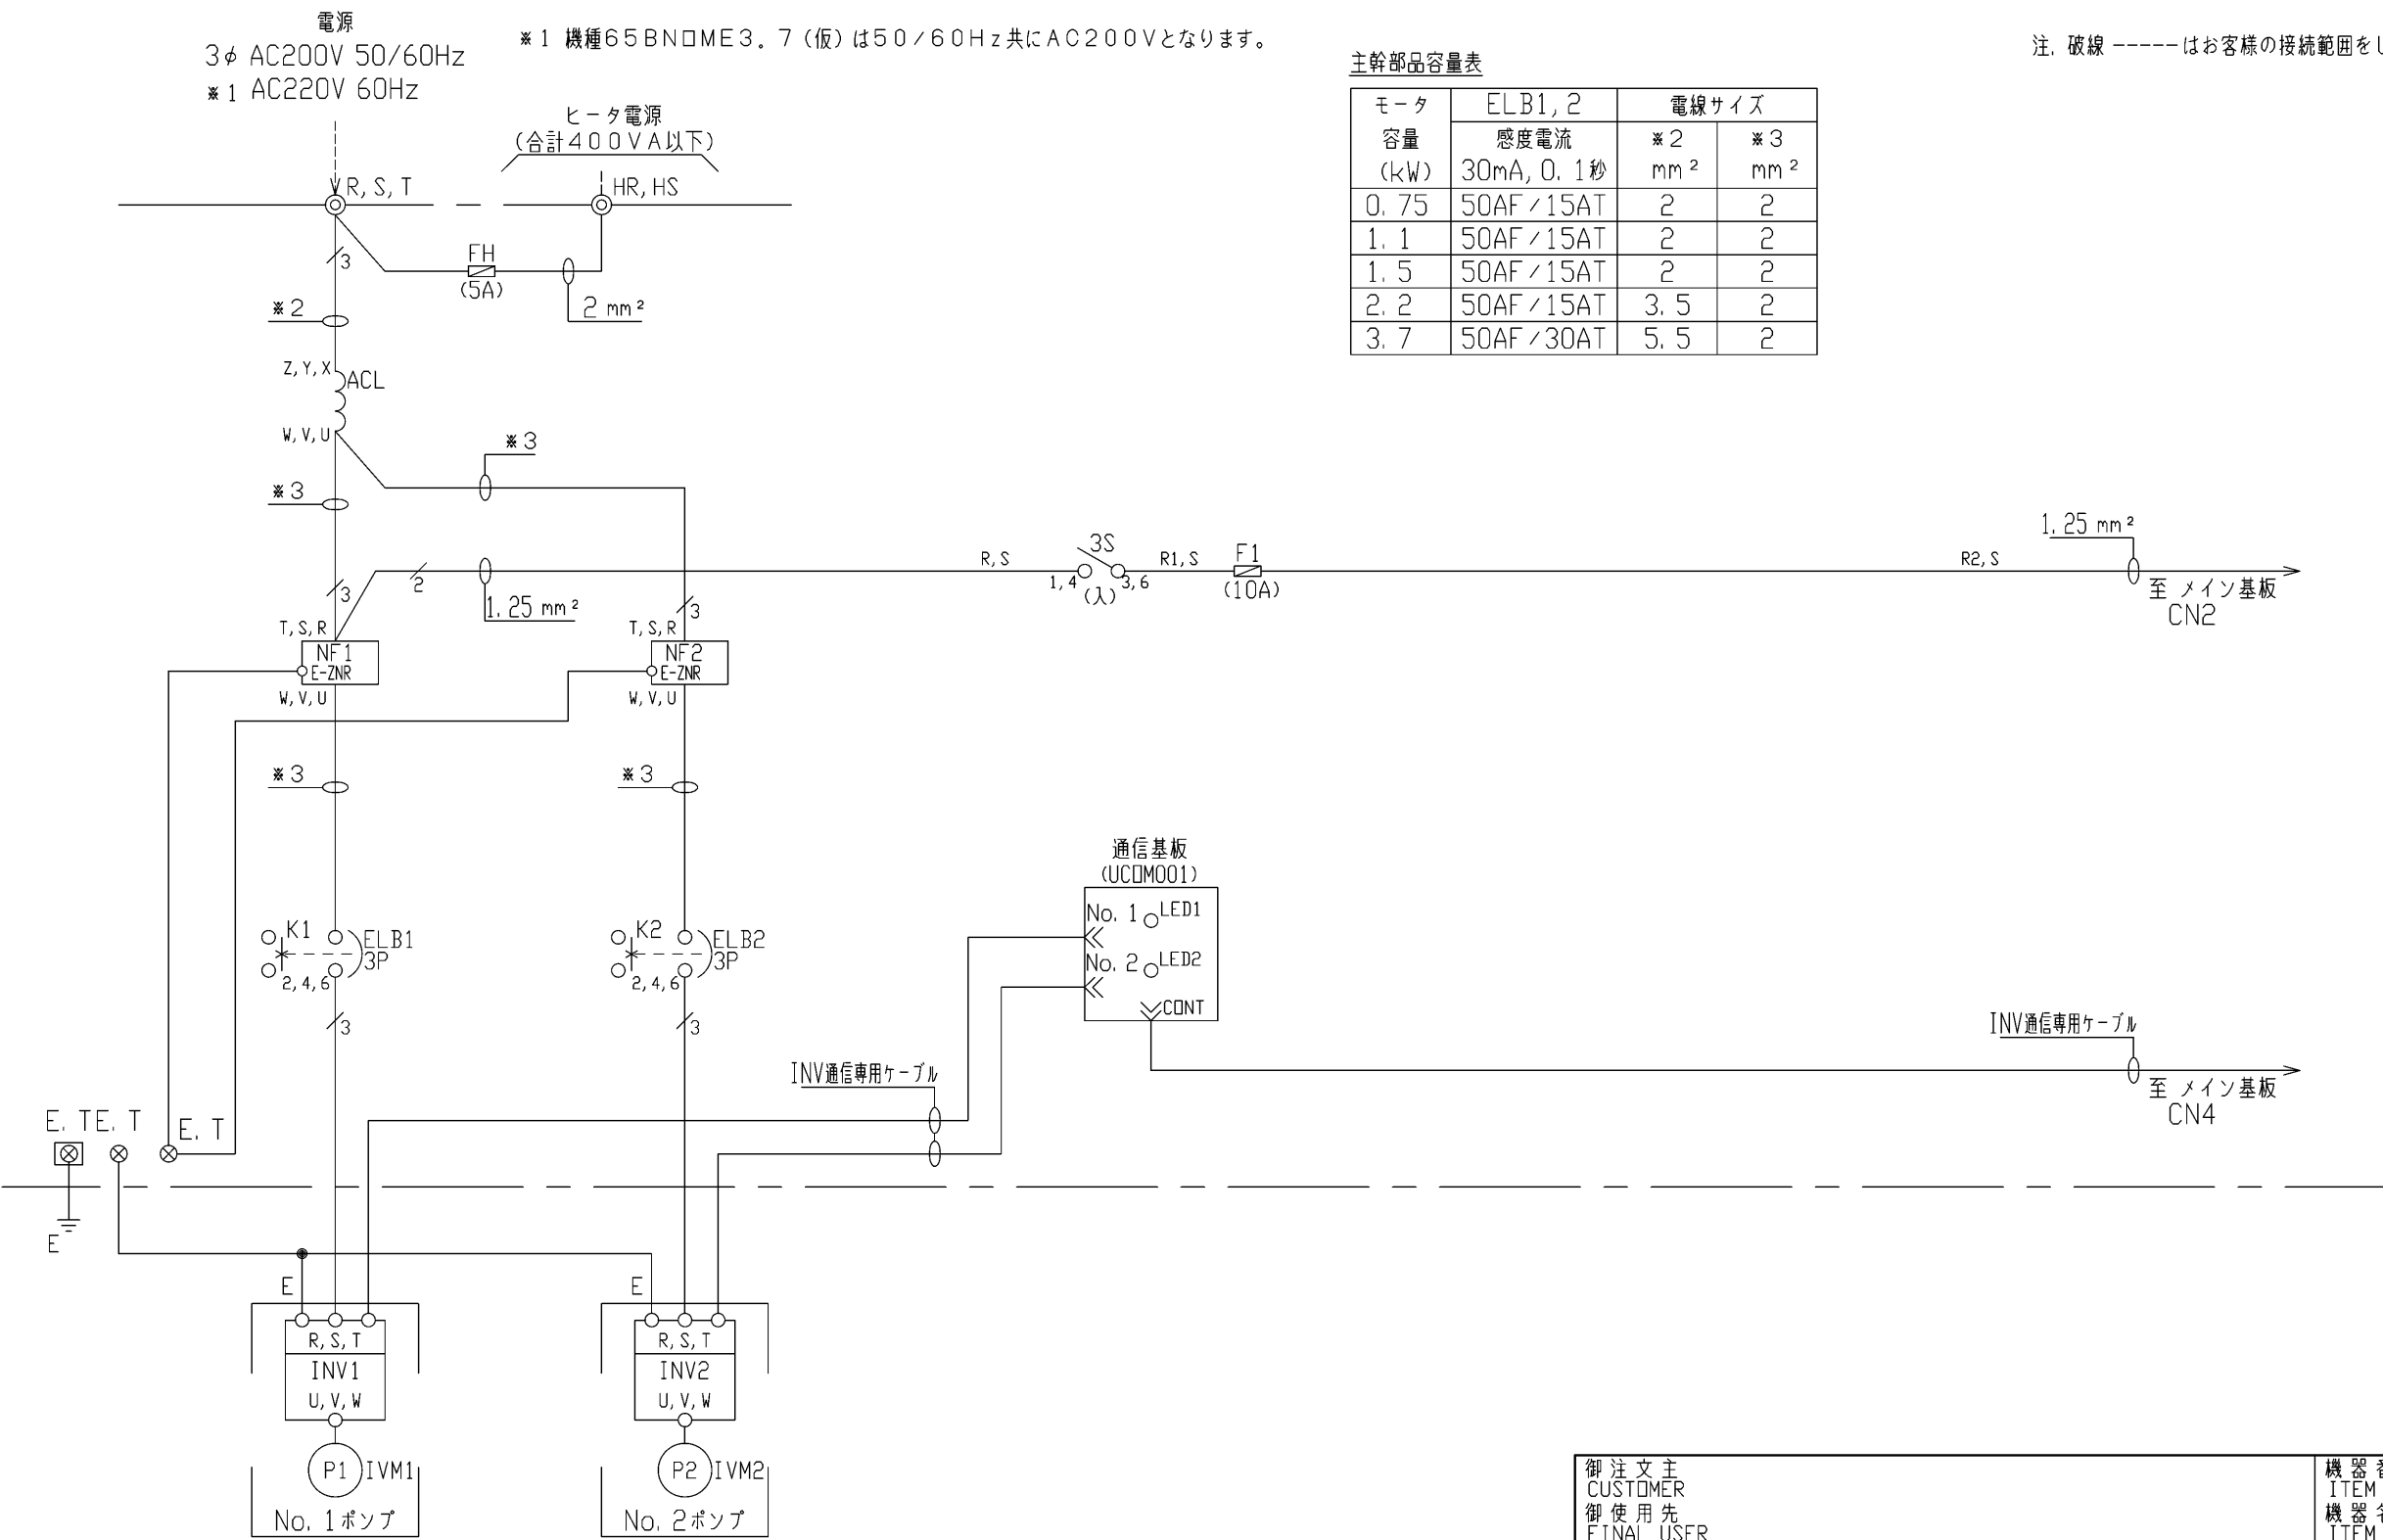 電源
3φ AC200V 50/60Hz
※1 AC220V 60Hz
※1 機種65BN□ME3．7（仮）は50／60Hz共にAC200Vとなります。
注. 破線 -----はお客様の接続範囲を
ヒータ電源
(合計400VA以下)
R, S, T
HR, HS
3
FH
(5A)
2 mm²
※2
Z, Y, X
ACL
W, V, U
※3
※3
主幹部品容量表
モータ 容量 (kW)
ELB1, 2
電線サイズ
感度電流 30mA, 0. 1秒
※2 mm²
※3 mm²
0. 75 50AF/15AT 2 2
1. 1 50AF/15AT 2 2
1. 5 50AF/15AT 2 2
2. 2 50AF/15AT 3. 5 2
3. 7 50AF/30AT 5. 5 2
3
2
1. 25 mm²
R, S
3S
1, 4
3, 6
(入)
R1, S
F1
(10A)
R2, S
1. 25 mm²
至 メイン基板
CN2
3
T, S, R
NF1
E-ZNR
W, V, U
T, S, R
NF2
E-ZNR
W, V, U
※3
※3
K1
ELB1
3P
2, 4, 6
3
K2
ELB2
3P
2, 4, 6
3
通信基板
(UCOM001)
No. 1
LED1
No. 2
LED2
CONT
INV通信専用ケーブル
INV通信専用ケーブル
至 メイン基板
CN4
E. T
E. T
E. T
E
E
R, S, T
INV1
U, V, W
P1
IVM1
No. 1ポンプ
E
R, S, T
INV2
U, V, W
P2
IVM2
No. 2ポンプ
御注文主
CUSTOMER
御使用先
FINAL USER
機器
ITEM
機器
ITEM